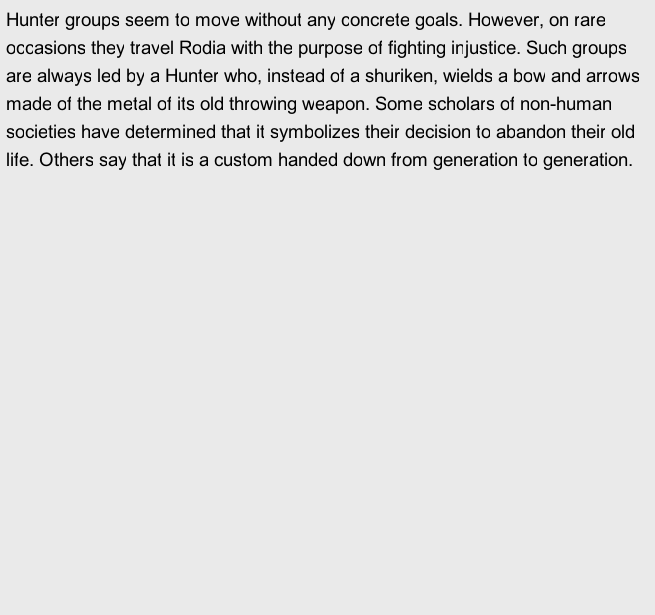 Hunter groups seem to move without any concrete goals. However, on rare
occasions they travel Rodia with the purpose of fighting injustice. Such groups
are always led by a Hunter who, instead of a shuriken, wields a bow and arrows
made of the metal of its old throwing weapon. Some scholars of non-human
societies have determined that it symbolizes their decision to abandon their old
life. Others say that it is a custom handed down from generation to generation.